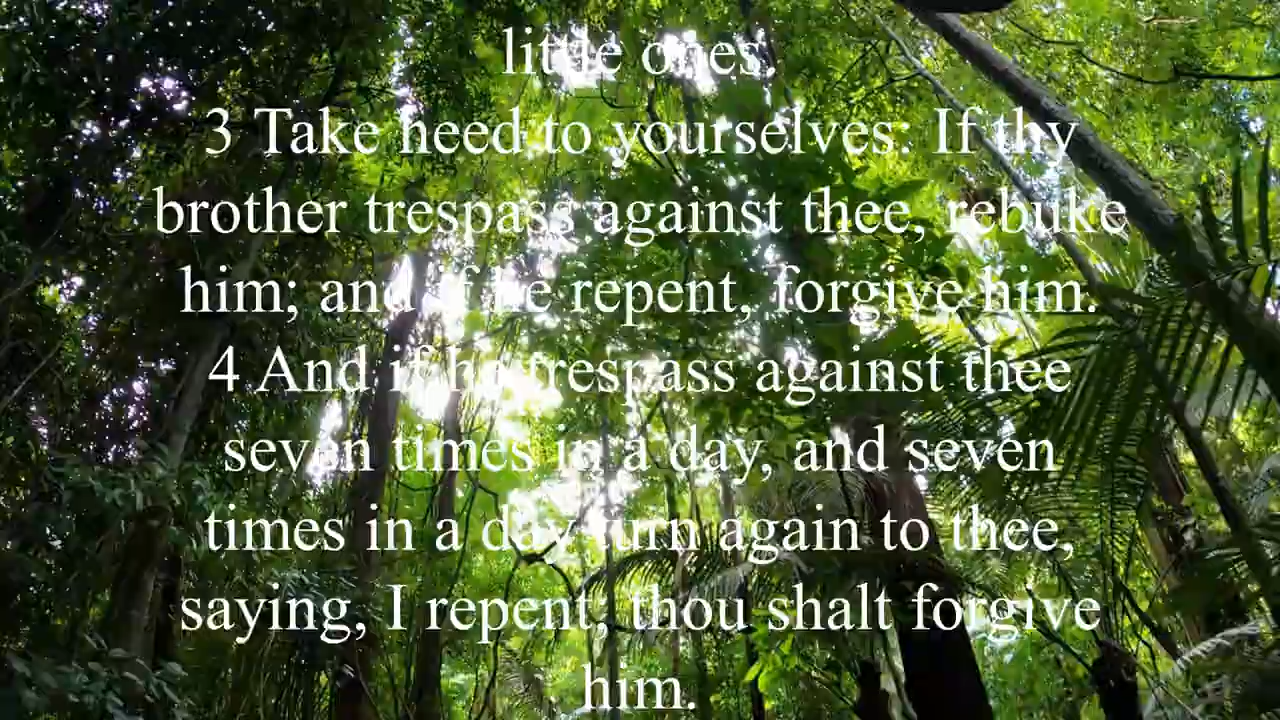 little ones.
3 Take heed to yourselves: If thy
brother trespass against thee, rebuke
him; and if he repent, forgive him.
4 And if he trespass against thee
seven times in a day, and seven
times in a day turn again to thee,
saying, I repent; thou shalt forgive
him.